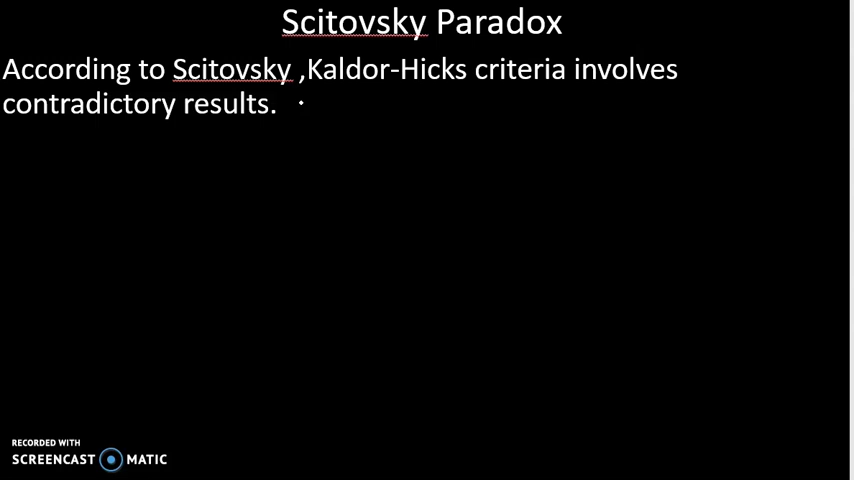 Scitovsky Paradox
According to Scitovsky ,Kaldor-Hicks criteria involves
contradictory results.
RECORDED WITH
SCREENCAST MATIC